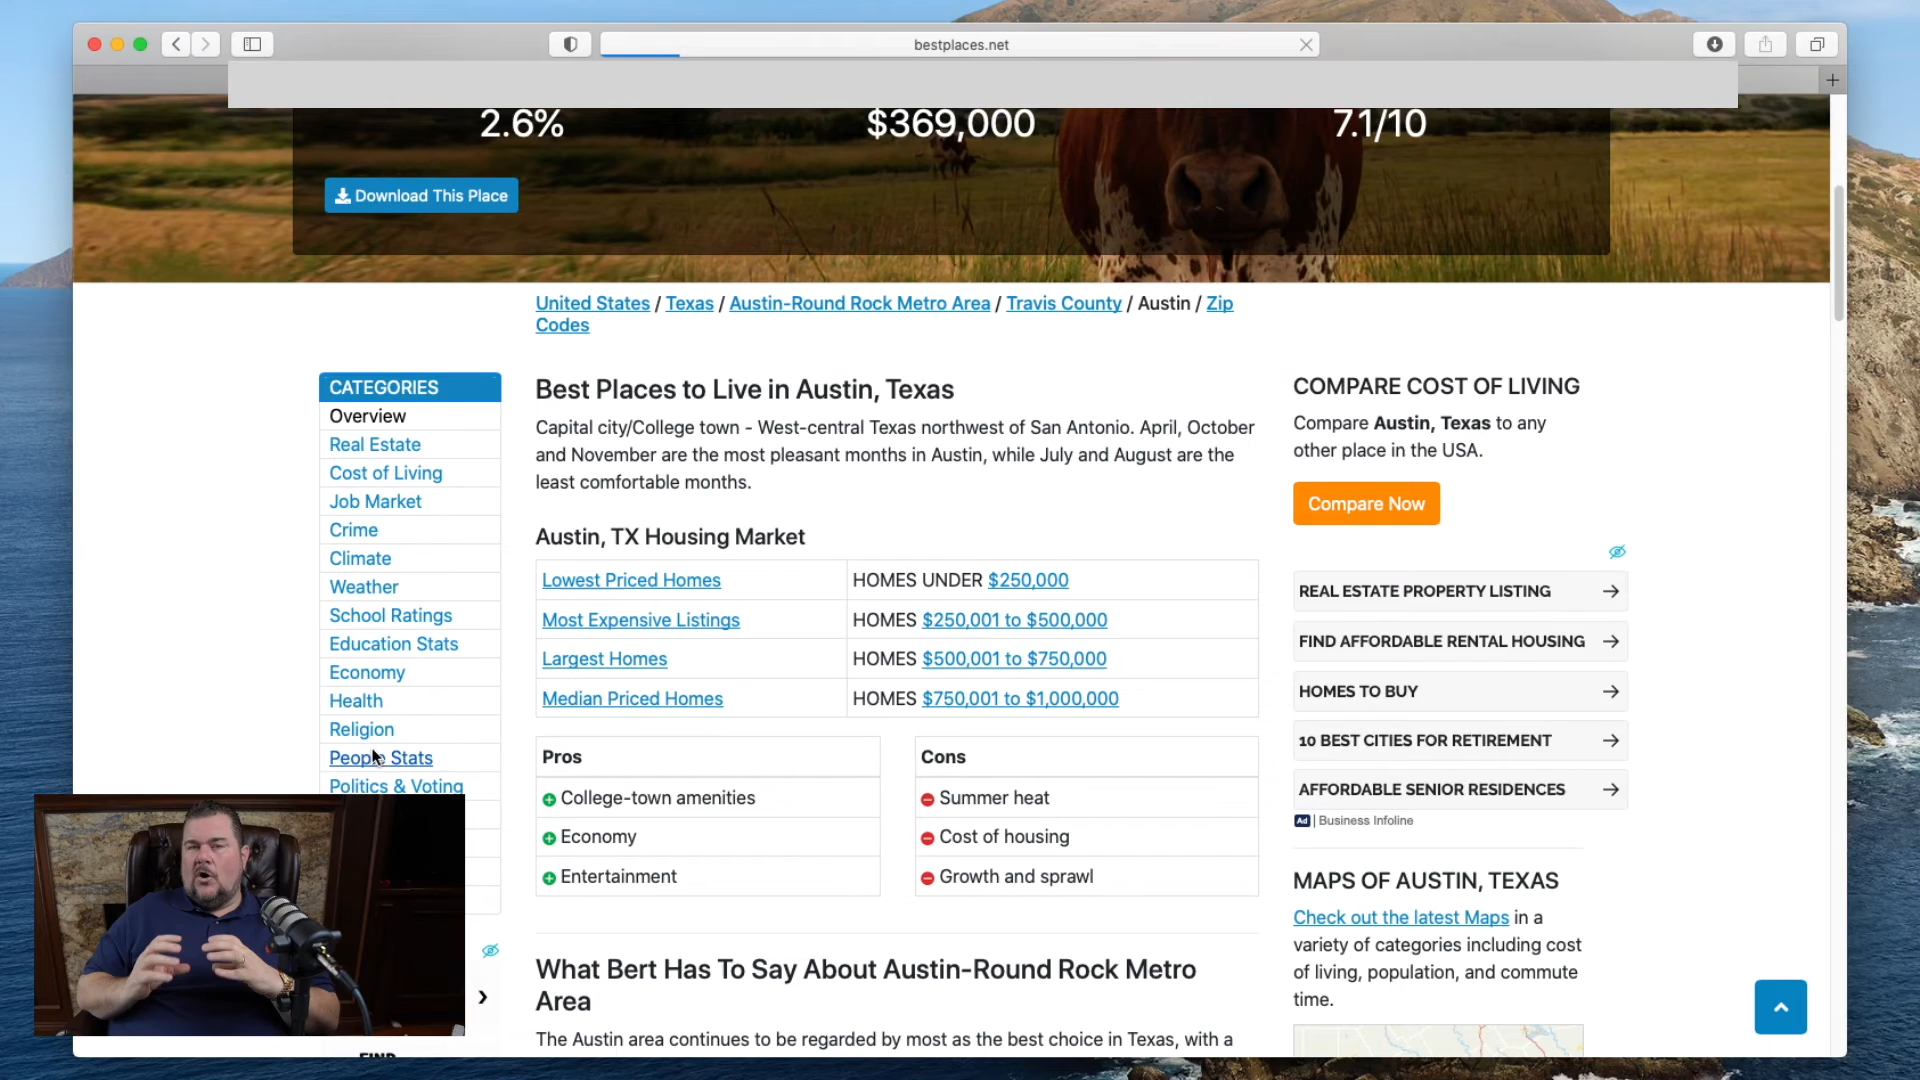 bestplaces.net
2.6%
$369,000
7.1/10
Download This Place
United States / Texas / Austin-Round Rock Metro Area / Travis County / Austin / Zip
Codes
CATEGORIES
Overview
Real Estate
Cost of Living
Job Market
Crime
Climate
Weather
School Ratings
Education Stats
Economy
Health
Religion
People Stats
Politics & Voting
Best Places to Live in Austin, Texas
Capital city/College town - West-central Texas northwest of San Antonio. April, October
and November are the most pleasant months in Austin, while July and August are the
least comfortable months.
Austin, TX Housing Market
Lowest Priced Homes
HOMES UNDER $250,000
Most Expensive Listings
HOMES $250,001 to $500,000
Largest Homes
HOMES $500,001 to $750,000
Median Priced Homes
HOMES $750,001 to $1,000,000
Pros
College-town amenities
Economy
Entertainment
Cons
Summer heat
Cost of housing
Growth and sprawl
What Bert Has To Say About Austin-Round Rock Metro
Area
The Austin area continues to be regarded by most as the best choice in Texas, with a
COMPARE COST OF LIVING
Compare Austin, Texas to any
other place in the USA.
Compare Now
REAL ESTATE PROPERTY LISTING
FIND AFFORDABLE RENTAL HOUSING
HOMES TO BUY
10 BEST CITIES FOR RETIREMENT
AFFORDABLE SENIOR RESIDENCES
Ad | Business Infoline
MAPS OF AUSTIN, TEXAS
Check out the latest Maps in a
variety of categories including cost
of living, population, and commute
time.